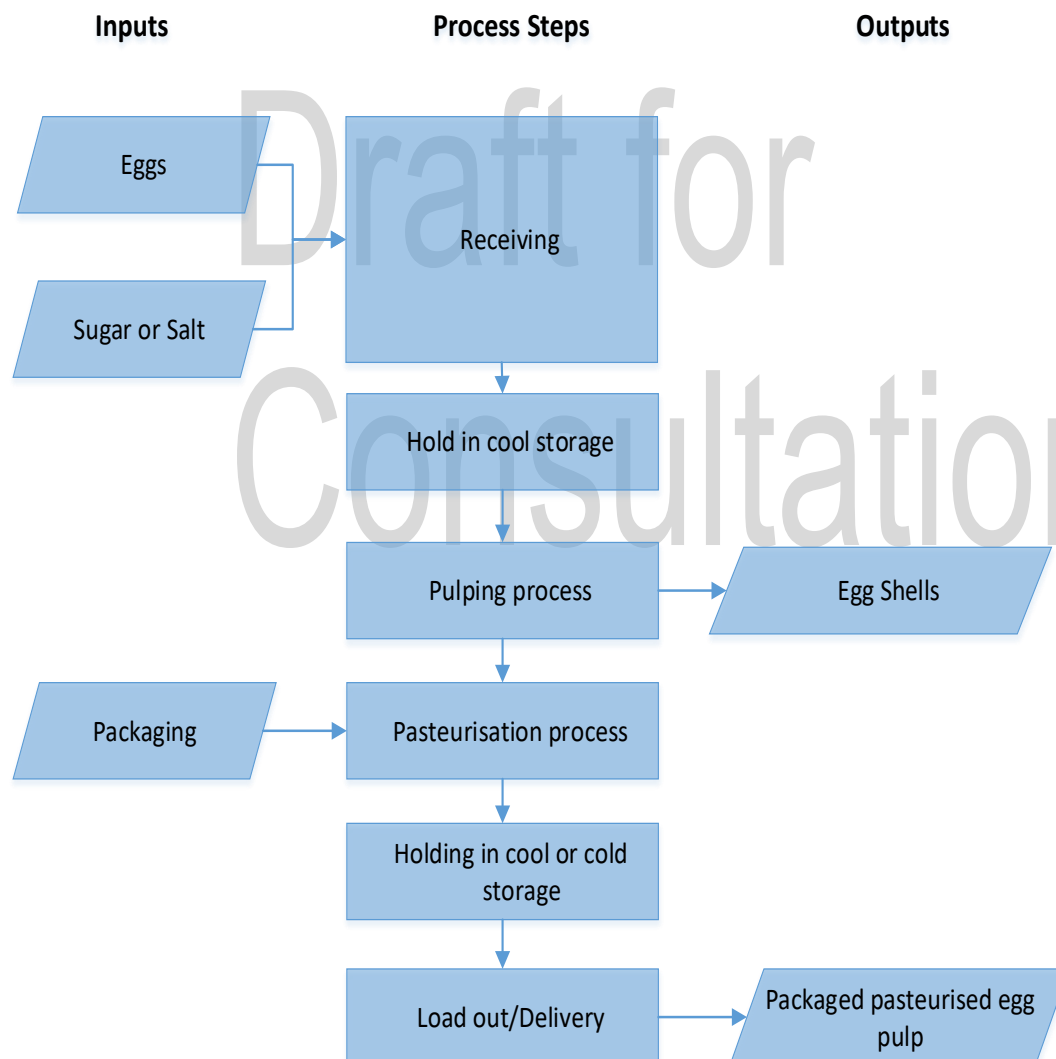 Inputs
Process Steps
Outputs
Draft for
Consultation
Eggs
Sugar or Salt
Receiving
Hold in cool storage
Pulping process
Egg Shells
Packaging
Pasteurisation process
Holding in cool or cold
storage
Load out/Delivery
Packaged pasteurised egg
pulp